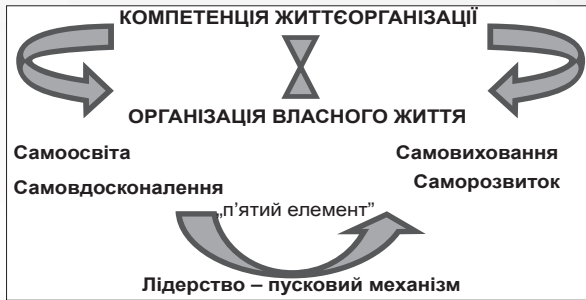 КОМПЕТЕНЦІЯ ЖИТТЄОРГАНІЗАЦІЇ
ОРГАНІЗАЦІЯ ВЛАСНОГО ЖИТТЯ
Самоосвіта
Самовиховання
Самовдосконалення
Саморозвиток
„п’ятий елемент”
Лідерство – пусковий механізм